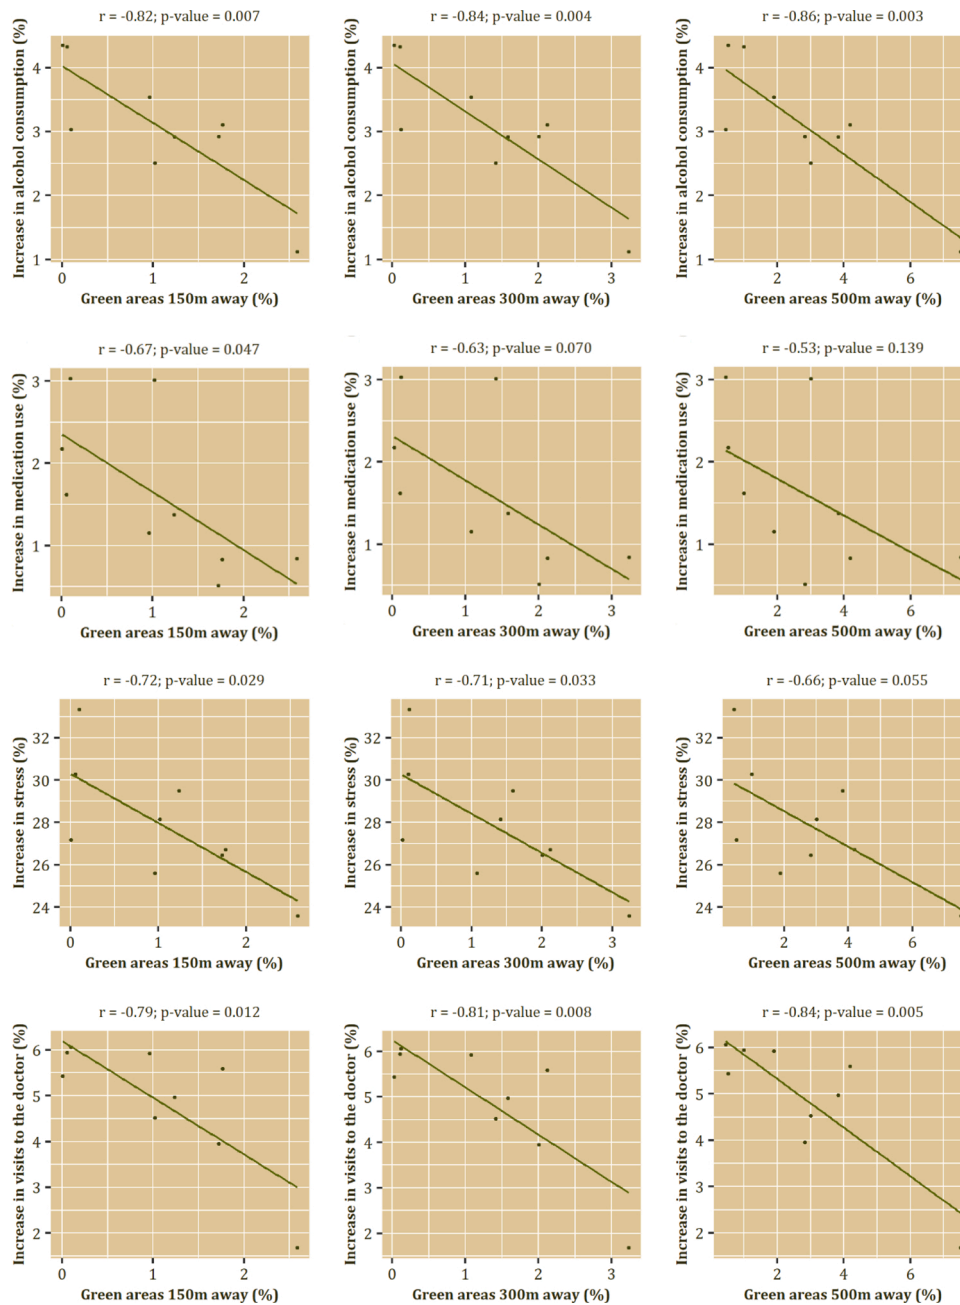 r = -0.82; p-value = 0.007
Increase in alcohol consumption (%)
4
3
2
1
0 1 2
Green areas 150m away (%)
r = -0.84; p-value = 0.004
Increase in alcohol consumption (%)
4
3
2
1
0 1 2 3
Green areas 300m away (%)
r = -0.86; p-value = 0.003
Increase in alcohol consumption (%)
4
3
2
1
2 4 6
Green areas 500m away (%)
r = -0.67; p-value = 0.047
Increase in medication use (%)
3
2
1
0 1 2
Green areas 150m away (%)
r = -0.63; p-value = 0.070
Increase in medication use (%)
3
2
1
0 1 2 3
Green areas 300m away (%)
r = -0.53; p-value = 0.139
Increase in medication use (%)
3
2
1
2 4 6
Green areas 500m away (%)
r = -0.72; p-value = 0.029
Increase in stress (%)
32
30
28
26
24
0 1 2
Green areas 150m away (%)
r = -0.71; p-value = 0.033
Increase in stress (%)
32
30
28
26
24
0 1 2 3
Green areas 300m away (%)
r = -0.66; p-value = 0.055
Increase in stress (%)
32
30
28
26
24
2 4 6
Green areas 500m away (%)
r = -0.79; p-value = 0.012
Increase in visits to the doctor (%)
6
5
4
3
2
0 1 2
Green areas 150m away (%)
r = -0.81; p-value = 0.008
Increase in visits to the doctor (%)
6
5
4
3
2
0 1 2 3
Green areas 300m away (%)
r = -0.84; p-value = 0.005
Increase in visits to the doctor (%)
6
5
4
3
2
2 4 6
Green areas 500m away (%)